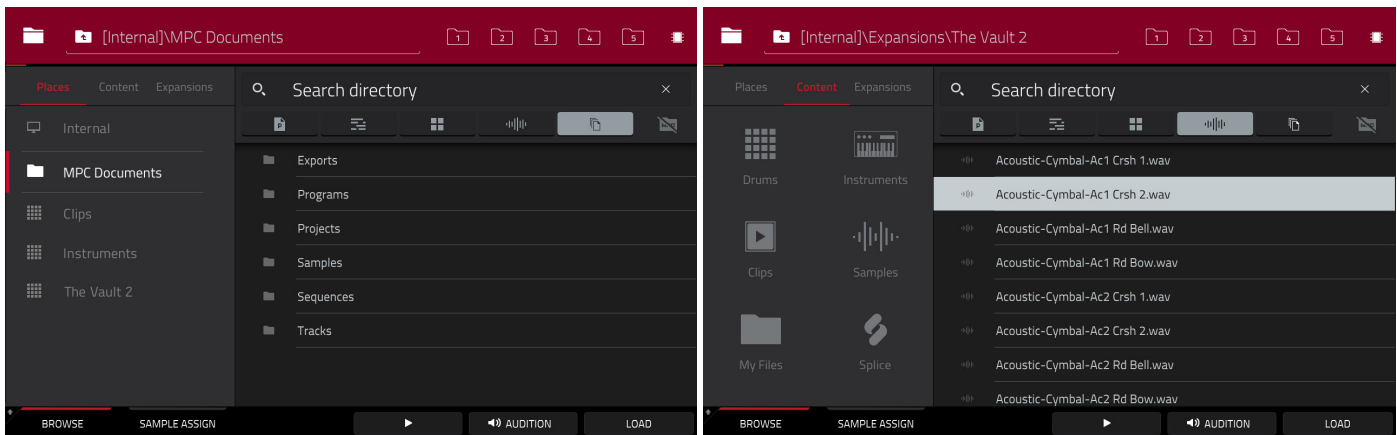 [Internal]\MPC Documents
1 2 3 4 5
Places Content Expansions
Search directory
Internal
MPC Documents
Clips
Instruments
The Vault 2
Exports
Programs
Projects
Samples
Sequences
Tracks
BROWSE SAMPLE ASSIGN AUDITION LOAD
[Internal]\Expansions\The Vault 2
1 2 3 4 5
Places Content Expansions
Search directory
Drums Instruments
Clips Samples
My Files Splice
Acoustic-Cymbal-Ac1 Crsh 1.wav
Acoustic-Cymbal-Ac1 Crsh 2.wav
Acoustic-Cymbal-Ac1 Rd Bell.wav
Acoustic-Cymbal-Ac1 Rd Bow.wav
Acoustic-Cymbal-Ac2 Crsh 1.wav
Acoustic-Cymbal-Ac2 Crsh 2.wav
Acoustic-Cymbal-Ac2 Rd Bell.wav
Acoustic-Cymbal-Ac2 Rd Bow.wav
BROWSE SAMPLE ASSIGN AUDITION LOAD